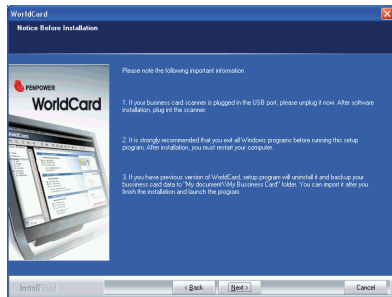 WorldCard
Notice Before Installation
Please note the following important information
PENPOWER
WorldCard
1. If your business card scanner is plugged in the USB port, please unplug it now. After software
installation, plug int the scanner.
2. It is strongly recommended that you exit all Windows programs before running this setup
program. After installation, you must restart your computer.
3. If you have previous version of WorldCard, setup program will uninstall it and backup your
bussiness card data to "My document\\My Bussiness Card" folder. You can import it after you
finish the installation and launch the program.
InstallShield
< Back
Next >
Cancel